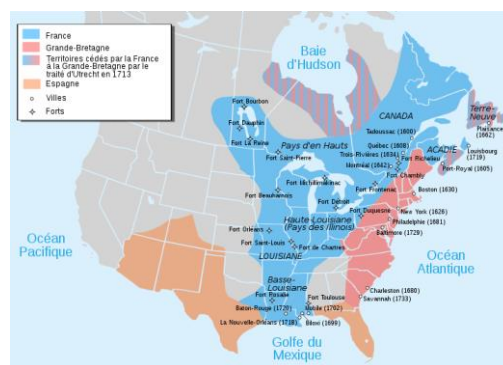 France
Grande-Bretagne
Territoires cédés par la France
à la Grande-Bretagne par le
traité d'Utrecht en 1713
Espagne
Villes
Forts
Baie
d'Hudson
Fort Bourbon
Fort Dauphin
Fort La Reine
Pays d'en Hauts
Fort Saint-Pierre
CANADA
Tadoussac (1600)
Québec (1608)
Trois-Rivières (1634)
Montréal (1642)
Fort Richelieu
Fort Chambly
Terre-
Neuve
Plaisance
(1662)
ACADIE
Louisbourg
(1719)
Port-Royal (1605)
Fort Michilimakinac
Fort Beauharnois
Fort Frontenac
Fort Detroit
Boston (1630)
Haute-Louisiane
(Pays des Illinois)
Fort Duquesne
New York (1626)
Philadelphie (1681)
Baltimore (1729)
Fort Orléans
Fort Saint-Louis
Fort de Chartres
LOUISIANE
Océan
Pacifique
Océan
Atlantique
Basse-
Louisiane
Fort Rosalie
Fort Toulouse
Baton-Rouge (1720)
Mobile (1702)
La Nouvelle-Orléans (1718)
Biloxi (1699)
Charleston (1680)
Savannah (1733)
Golfe du
Mexique